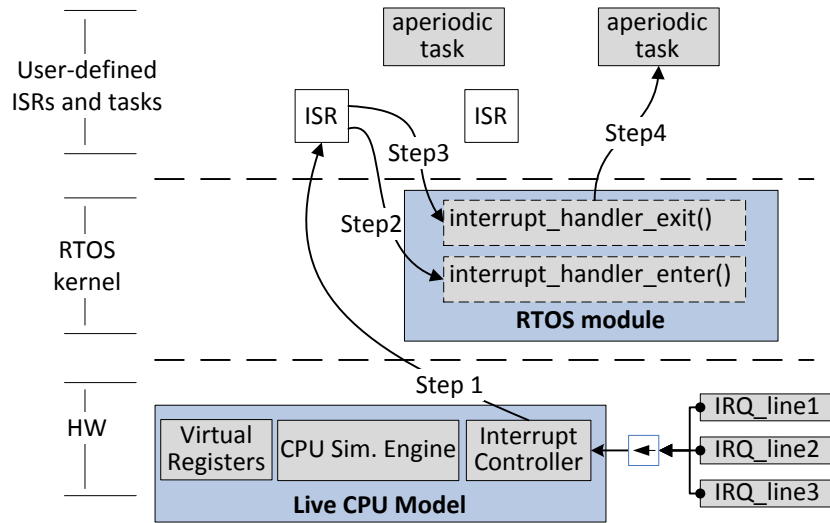 aperiodic
task
aperiodic
task
User-defined
ISRs and tasks
ISR
ISR
Step4
Step3
Step2
interrupt_handler_exit()
interrupt_handler_enter()
RTOS module
RTOS
kernel
Step 1
HW
Virtual
Registers
CPU Sim. Engine
Interrupt
Controller
Live CPU Model
IRQ_line1
IRQ_line2
IRQ_line3